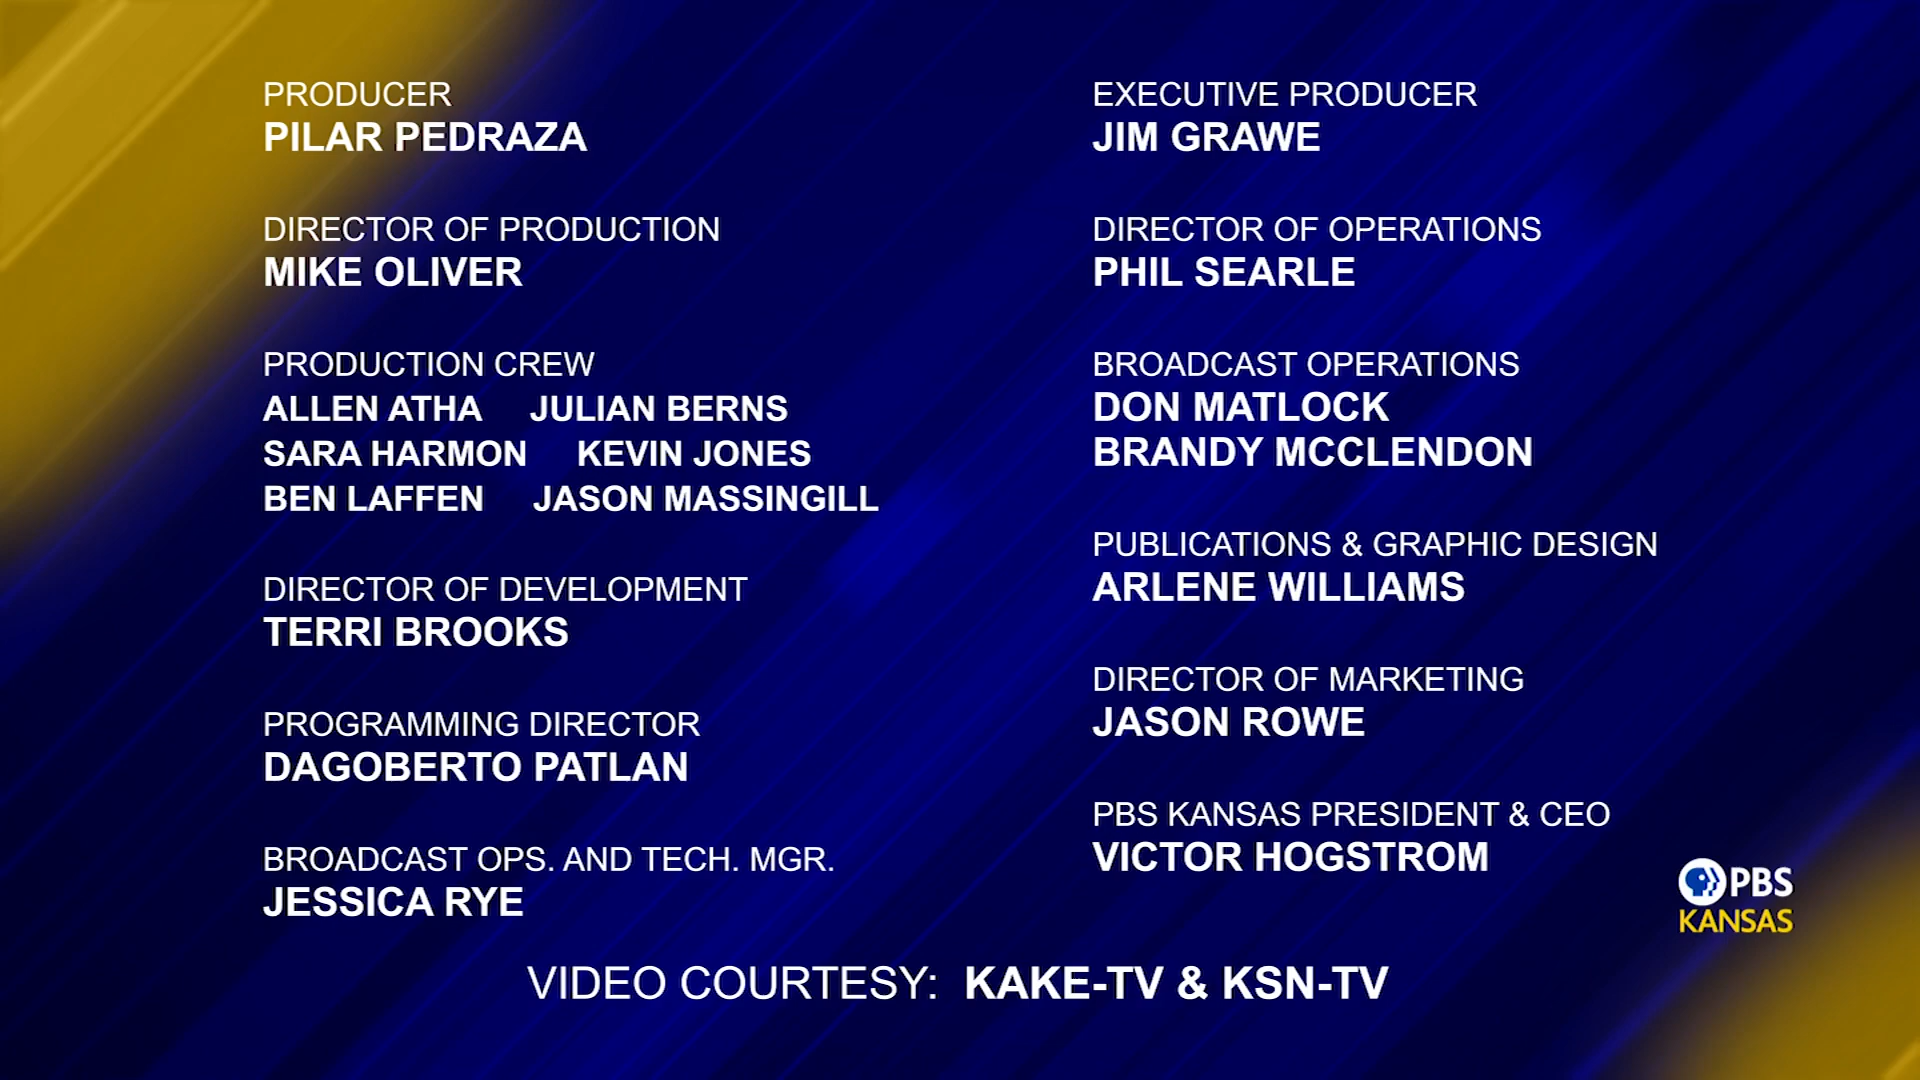 PRODUCER
PILAR PEDRAZA
DIRECTOR OF PRODUCTION
MIKE OLIVER
PRODUCTION CREW
ALLEN ATHA JULIAN BERNS
SARA HARMON KEVIN JONES
BEN LAFFEN JASON MASSINGILL
DIRECTOR OF DEVELOPMENT
TERRI BROOKS
PROGRAMMING DIRECTOR
DAGOBERTO PATLAN
BROADCAST OPS. AND TECH. MGR.
JESSICA RYE
EXECUTIVE PRODUCER
JIM GRAWE
DIRECTOR OF OPERATIONS
PHIL SEARLE
BROADCAST OPERATIONS
DON MATLOCK
BRANDY MCCLENDON
PUBLICATIONS & GRAPHIC DESIGN
ARLENE WILLIAMS
DIRECTOR OF MARKETING
JASON ROWE
PBS KANSAS PRESIDENT & CEO
VICTOR HOGSTROM
PBS
KANSAS
VIDEO COURTESY: KAKE-TV & KSN-TV